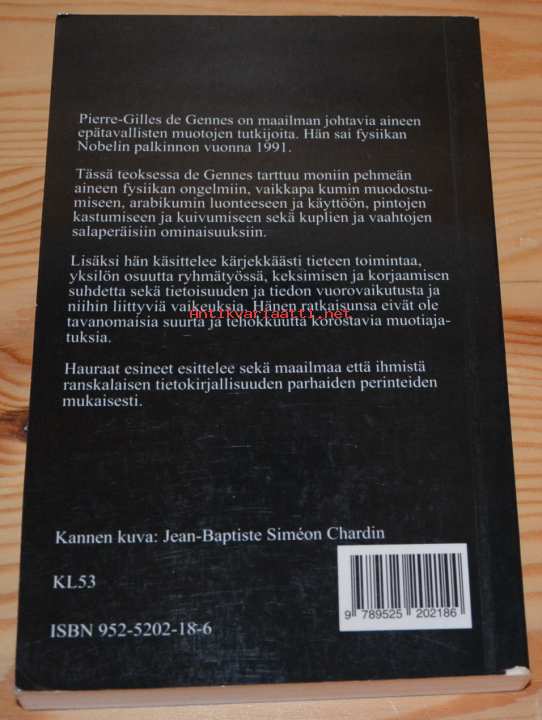 Pierre-Gilles de Gennes on maailman johtavia aineen
epätavallisten muotojen tutkijoita. Hän sai fysiikan
Nobelin palkinnon vuonna 1991.
Tässä teoksessa de Gennes tarttuu moniin pehmeän
aineen fysiikan ongelmiin, vaikkapa kumin muodostu-
miseen, arabikumin luonteeseen ja käyttöön, pintojen
kastumiseen ja kuivumiseen sekä kuplien ja vaahtojen
salaperäisiin ominaisuuksiin.
Lisäksi hän käsittelee kärjekkäästi tieteen toimintaa,
yksilön osuutta ryhmätyössä, keksimisen ja korjaamisen
suhdetta sekä tietoisuuden ja tiedon vuorovaikutusta ja
niihin liittyviä vaikeuksia. Hänen ratkaisunsa eivät ole
Antikvariaatti.net
tavanomaisia suurta ja tehokkuutta korostavia muotiaja-
tuksia.
Hauraat esineet esittelee sekä maailmaa että ihmistä
ranskalaisen tietokirjallisuuden parhaiden perinteiden
mukaisesti.
Kannen kuva: Jean-Baptiste Siméon Chardin
KL53
ISBN 952-5202-18-6
9 789525 202186